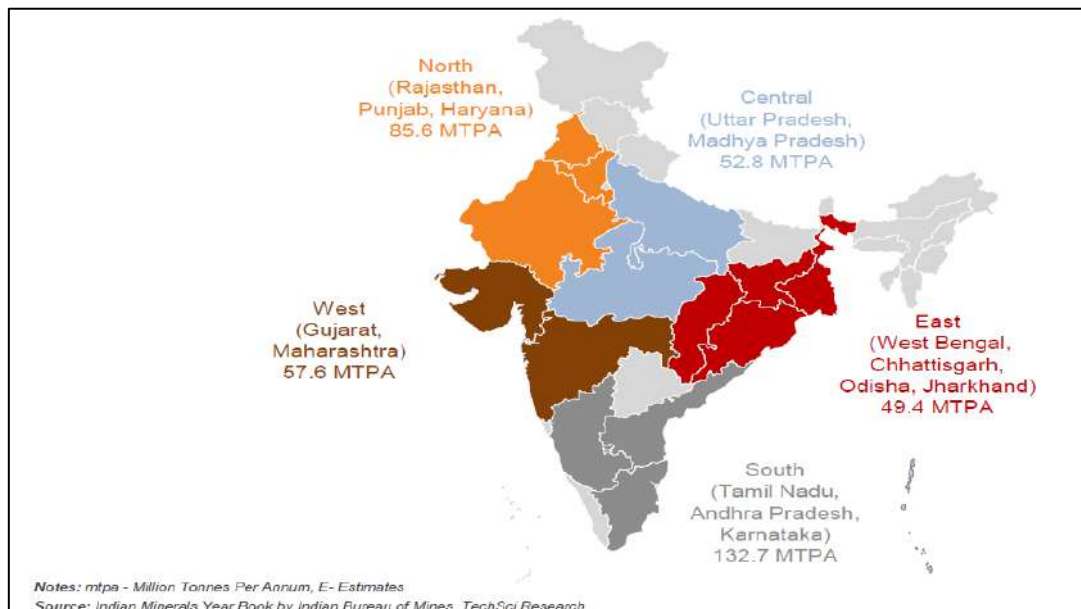 North
(Rajasthan,
Punjab, Haryana)
85.6 MTPA
Central
(Uttar Pradesh,
Madhya Pradesh)
52.8 MTPA
West
(Gujarat,
Maharashtra)
57.6 MTPA
East
(West Bengal,
Chhattisgarh,
Odisha, Jharkhand)
49.4 MTPA
South
(Tamil Nadu,
Andhra Pradesh,
Karnataka)
132.7 MTPA
Notes: mtpa - Million Tonnes Per Annum, E- Estimates
Source: Indian Minerals Year Book by Indian Bureau of Mines, TechSci Research